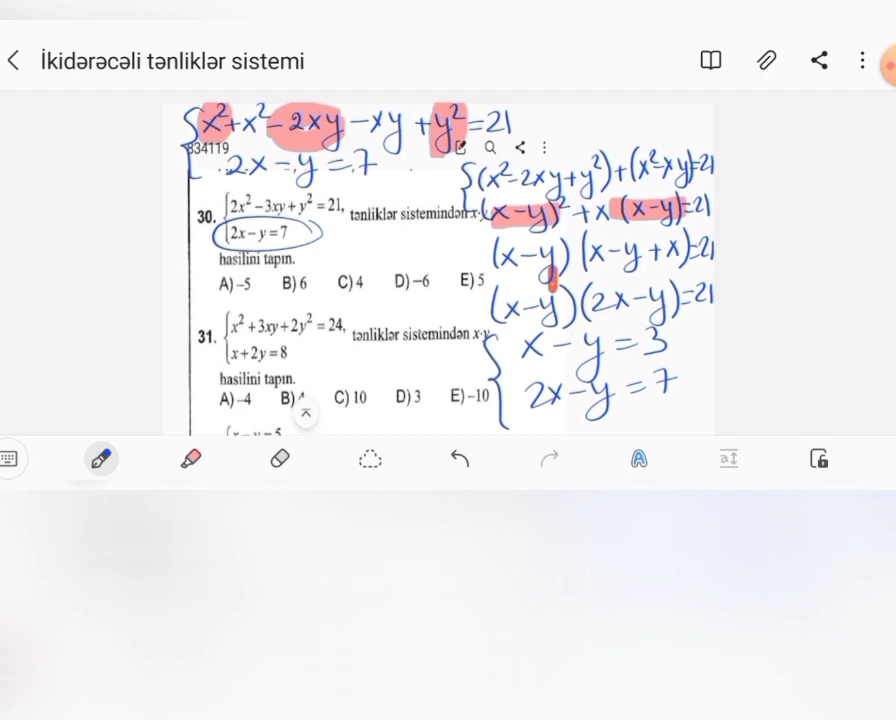 İkidərəcəli tənliklər sistemi
x²+x²-2xy-xy+y²=21
2x-y=7
834119
(x²-2xy+y²)+(x²-xy)=21
(x-y)²+x(x-y)=21
(x-y)(x-y+x)=21
(x-y)(2x-y)=21
x-y=3
2x-y=7
30. 2x²-3xy+y²=21, tənliklər sistemindən x·
2x-y=7
hasilini tapın.
A)-5 B)6 C)4 D)-6 E)5
31. x²+3xy+2y²=24, tənliklər sistemindən x·y
x+2y=8
hasilini tapın.
A)-4 B) C)10 D)3 E)-10